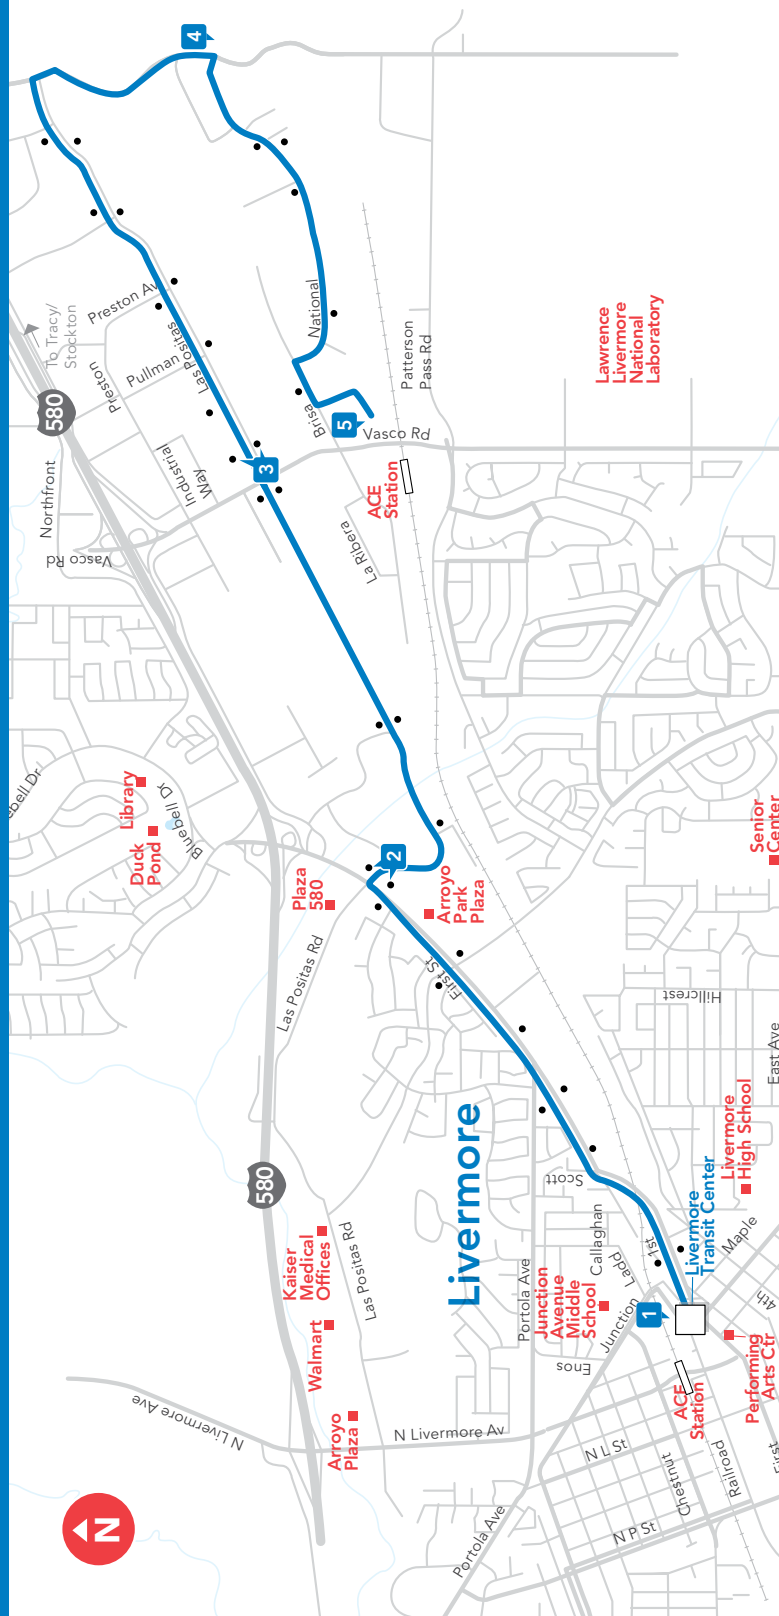 4
To Tracy/
Stockton
580
Preston Av
Preston
Pullman
Las Positas
National
Patterson
Pass Rd
Lawrence
Livermore
National
Laboratory
Brisa
5
Vasco Rd
Northfront
Vasco Rd
Industrial
Way
3
ACE
Station
La Ribera
ebell Dr
Library
Duck
Pond
Bluebell Dr
2
Plaza
580
Arroyo
Park
Plaza
Senior
Center
Las Positas Rd
First St
Hillcrest
East Ave
580
Livermore
Scott
Livermore
High School
Livermore
Transit Center
Maple
4th
Kaiser
Medical
Offices
Walmart
Las Positas Rd
Portola Ave
Junction
Avenue
Middle
School
Callaghan
Ladd
1st
Junction
Enos
1
ACE
Station
Performing
Arts Ctr
First
Arroyo
Plaza
N Livermore Ave
N Livermore Av
N L St
Chestnut
Railroad
N P St
Portola Ave
N